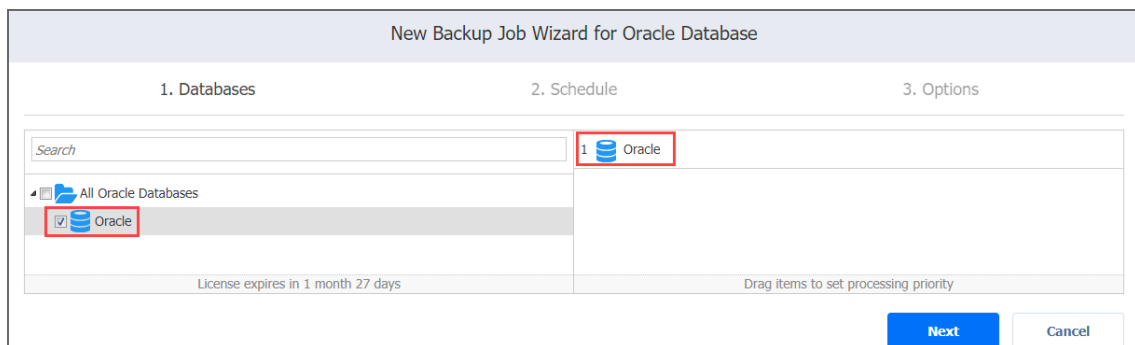 New Backup Job Wizard for Oracle Database
1. Databases 2. Schedule 3. Options
Search
All Oracle Databases
Oracle
License expires in 1 month 27 days
1 Oracle
Drag items to set processing priority
Next Cancel